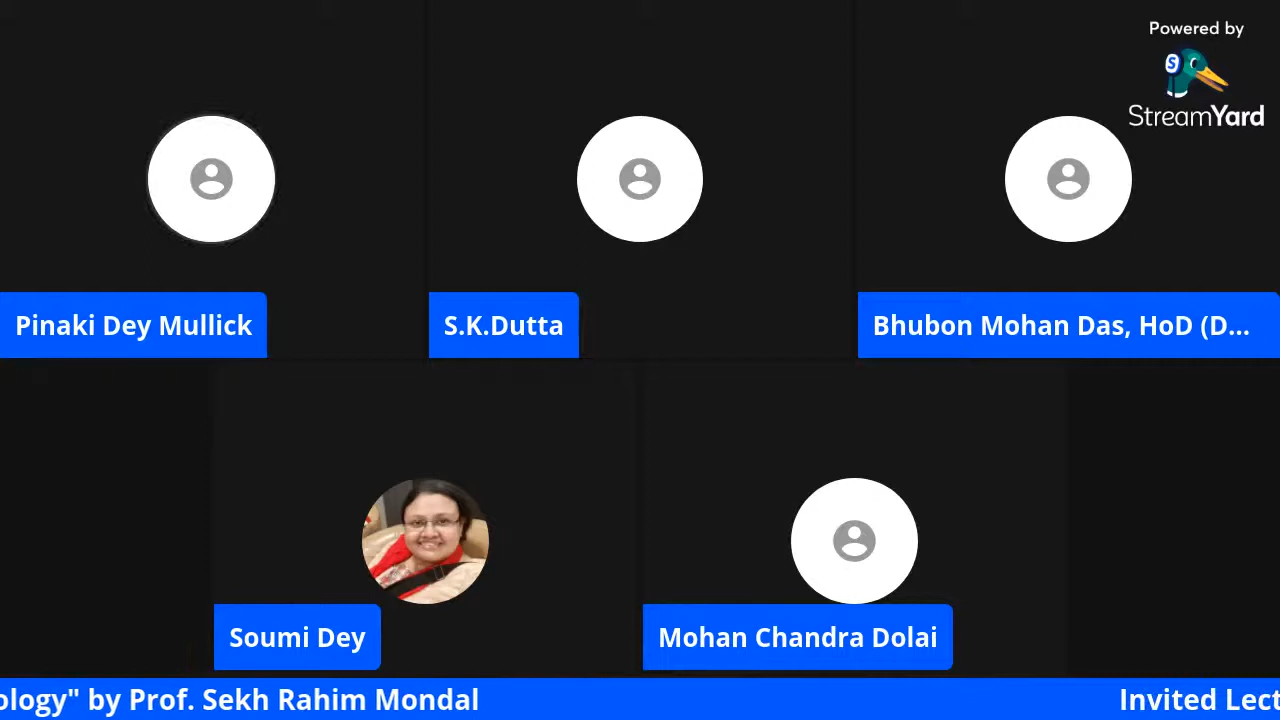 Powered by
S
StreamYard
Pinaki Dey Mullick
S.K.Dutta
Bhubon Mohan Das, HoD (D...
Soumi Dey
Mohan Chandra Dolai
ology" by Prof. Sekh Rahim Mondal
Invited Lect